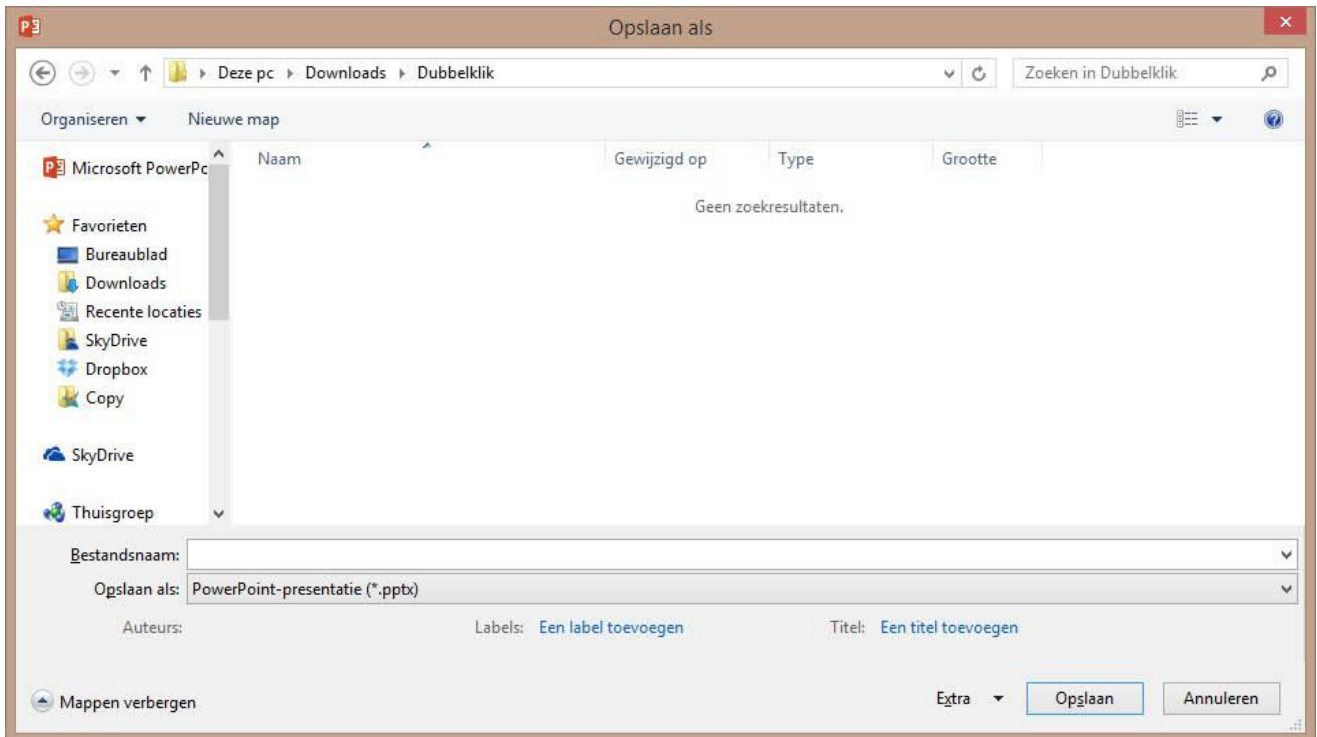 Opslaan als
Deze pc Downloads Dubbelklik
Zoeken in Dubbelklik
Organiseren Nieuwe map
Microsoft PowerPo
Favorieten
Bureaublad
Downloads
Recente locaties
SkyDrive
Dropbox
Copy
SkyDrive
Thuisgroep
Naam Gewijzigd op Type Grootte
Geen zoekresultaten.
Bestandsnaam:
Opslaan als: PowerPoint-presentatie (*.pptx)
Auteurs: Labels: Een label toevoegen Titel: Een titel toevoegen
Mappen verbergen
Extra Opslaan Annuleren